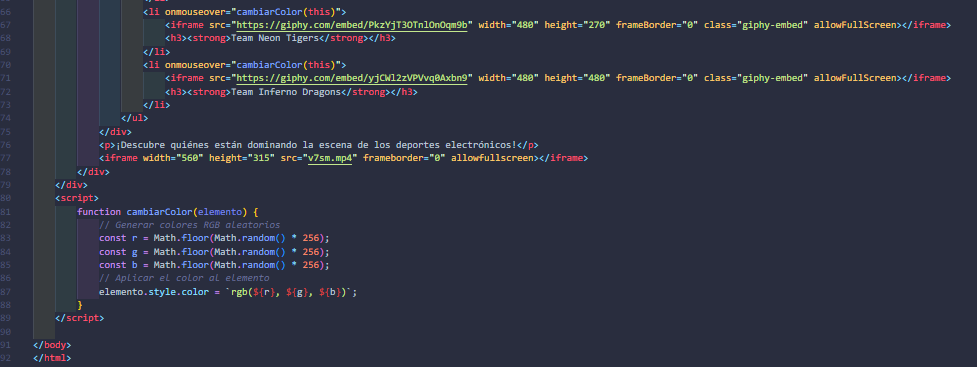 66 <li onmouseover="cambiarColor(this)">
67 <iframe src="https://giphy.com/embed/PkzYjT3OTnlOnOqm9b" width="480" height="270" frameBorder="0" class="giphy-embed" allowFullScreen></iframe>
68 <h3><strong>Team Neon Tigers</strong></h3>
69 </li>
70 <li onmouseover="cambiarColor(this)">
71 <iframe src="https://giphy.com/embed/yjCWl2zVPVvq0Axbn9" width="480" height="480" frameBorder="0" class="giphy-embed" allowFullScreen></iframe>
72 <h3><strong>Team Inferno Dragons</strong></h3>
73 </li>
74 </ul>
75 </div>
76 <p>¡Descubre quiénes están dominando la escena de los deportes electrónicos!</p>
77 <iframe width="560" height="315" src="v7sm.mp4" frameborder="0" allowfullscreen></iframe>
78 </div>
79 </div>
80 <script>
81 function cambiarColor(elemento) {
82 // Generar colores RGB aleatorios
83 const r = Math.floor(Math.random() * 256);
84 const g = Math.floor(Math.random() * 256);
85 const b = Math.floor(Math.random() * 256);
86 // Aplicar el color al elemento
87 elemento.style.color = `rgb(${r}, ${g}, ${b})`;
88 }
89 </script>
90
91 </body>
92 </html>